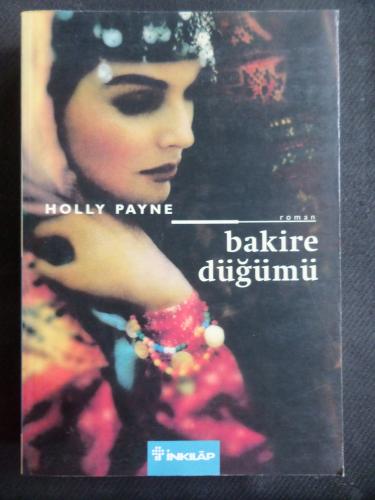 HOLLY PAYNE
roman
bakire
düğümü
İNKILÂP